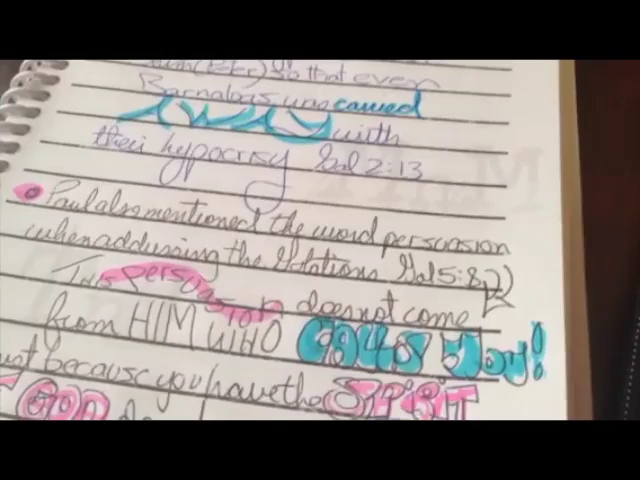 so that even
Barnabas was carried
away with
their hypocrisy Gal 2:13
Paul also mentioned the word persuasion
when addressing the Galatians Gal 5:8
This persuasion does not come
from HIM WHO CALLS You!
just because you have the SPIRIT